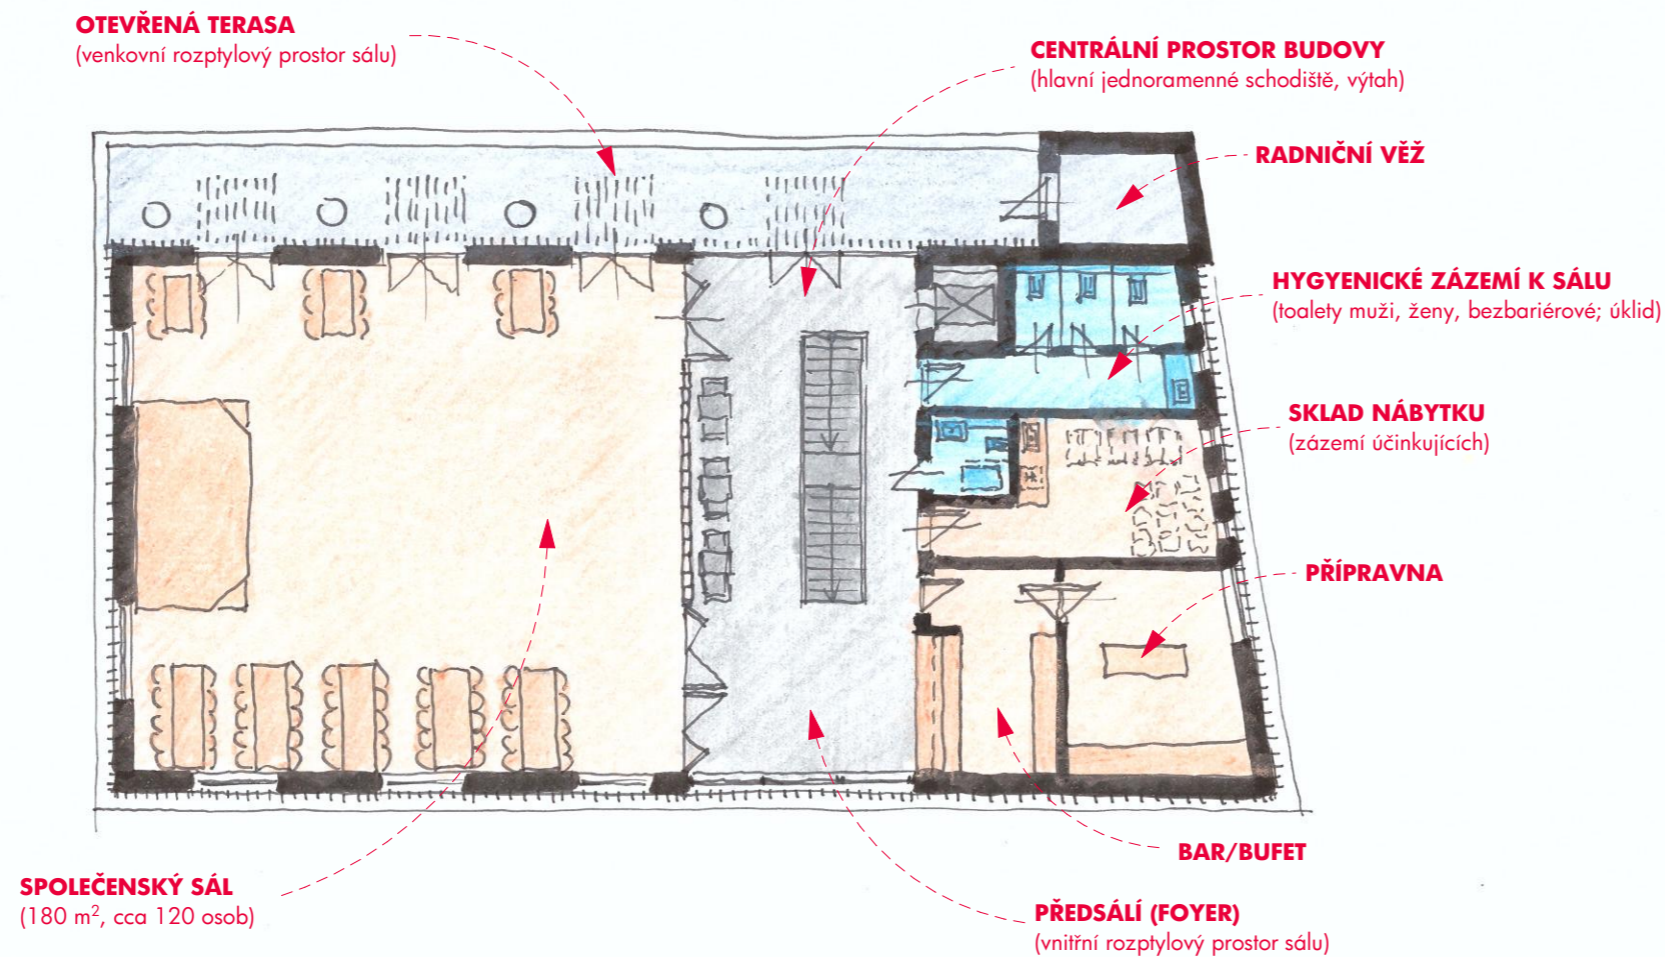 OTEVŘENÁ TERASA
(venkovní rozptylový prostor sálu)
CENTRÁLNÍ PROSTOR BUDOVY
(hlavní jednoramenné schodiště, výtah)
RADNIČNÍ VĚŽ
HYGYENICKÉ ZÁZEMÍ K SÁLU
(toalety muži, ženy, bezbariérové; úklid)
SKLAD NÁBYTKU
(zázemí účinkujících)
PŘÍPRAVNA
BAR/BUFET
SPOLEČENSKÝ SÁL
(180 m², cca 120 osob)
PŘEDSÁLÍ (FOYER)
(vnitřní rozptylový prostor sálu)